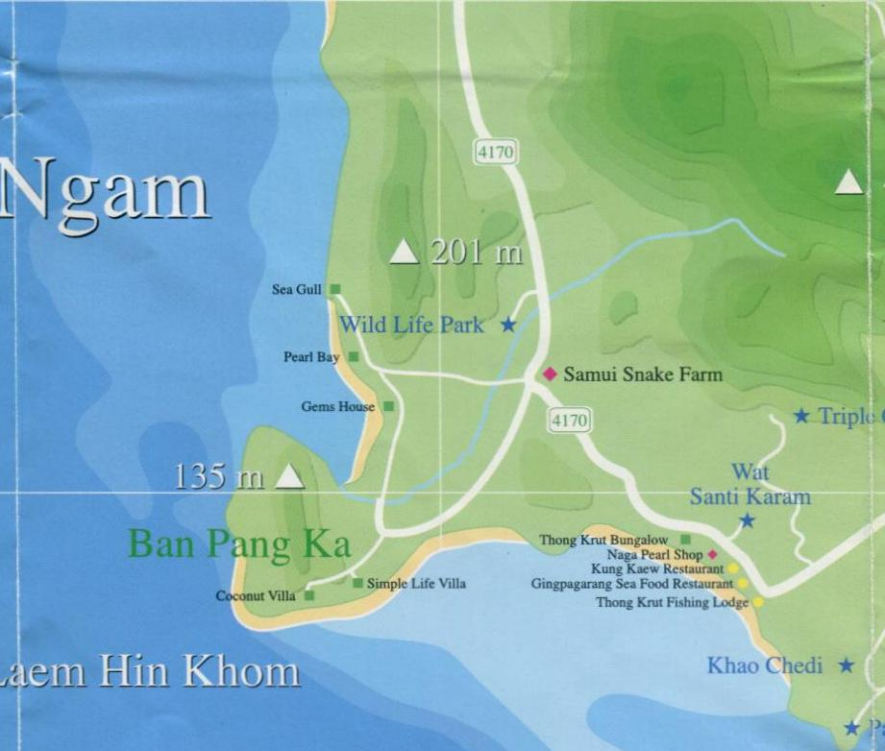 4170
Ngam
201 m
Sea Gull
Wild Life Park
Pearl Bay
Samui Snake Farm
Gems House
4170
Triple
135 m
Wat
Santi Karam
Ban Pang Ka
Thong Krut Bungalow
Naga Pearl Shop
Kung Kaew Restaurant
Gingpagarang Sea Food Restaurant
Simple Life Villa
Coconut Villa
Thong Krut Fishing Lodge
Laem Hin Khom
Khao Chedi